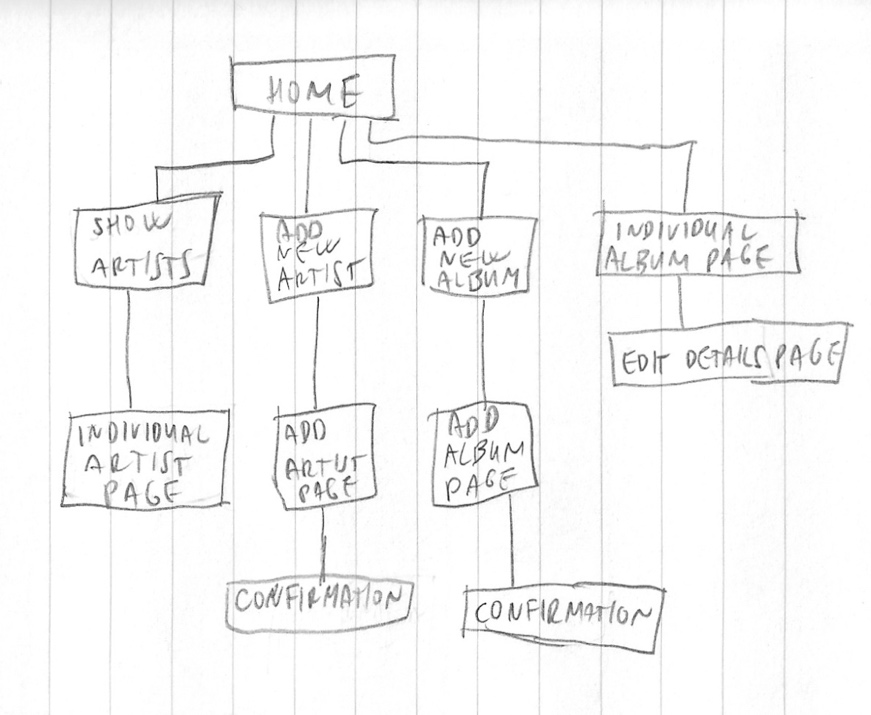 HOME
SHOW
ARTISTS
ADD
NEW
ARTIST
ADD
NEW
ALBUM
INDIVIDUAL
ALBUM PAGE
EDIT DETAILS PAGE
INDIVIDUAL
ARTIST
PAGE
ADD
ARTIST
PAGE
ADD
ALBUM
PAGE
CONFIRMATION
CONFIRMATION